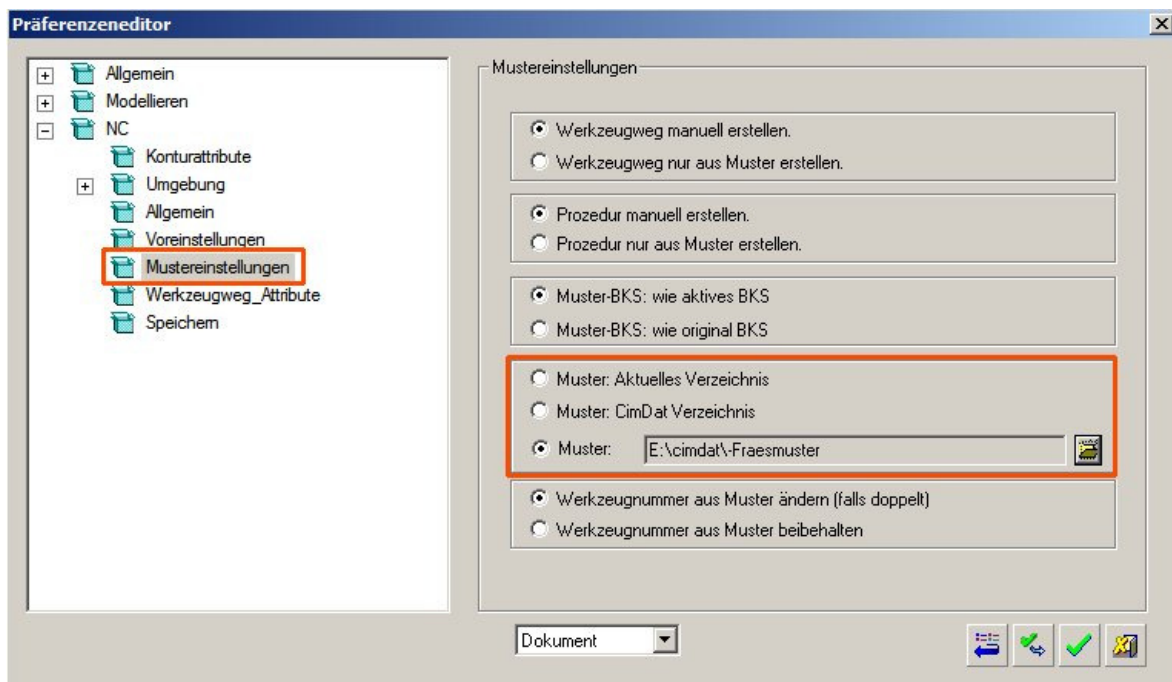 Präferenzeneditor
Allgemein
Modellieren
NC
Konturattribute
Umgebung
Allgemein
Voreinstellungen
Mustereinstellungen
Werkzeugweg_Attribute
Speichern
Mustereinstellungen
Werkzeugweg manuell erstellen.
Werkzeugweg nur aus Muster erstellen.
Prozedur manuell erstellen.
Prozedur nur aus Muster erstellen.
Muster-BKS: wie aktives BKS
Muster-BKS: wie original BKS
Muster: Aktuelles Verzeichnis
Muster: CimDat Verzeichnis
Muster: E:\cimdat\-Fraesmuster
Werkzeugnummer aus Muster ändern (falls doppelt)
Werkzeugnummer aus Muster beibehalten
Dokument